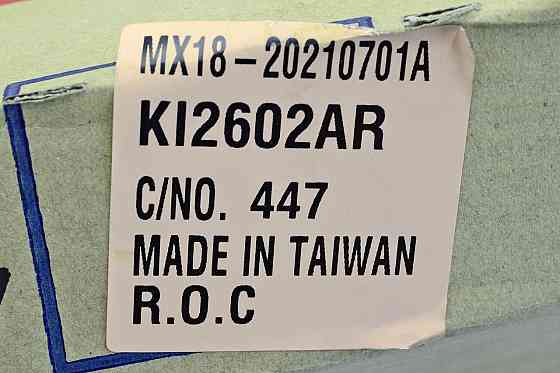 MX18-20210701A
KI2602AR
C/NO. 447
MADE IN TAIWAN
R.O.C